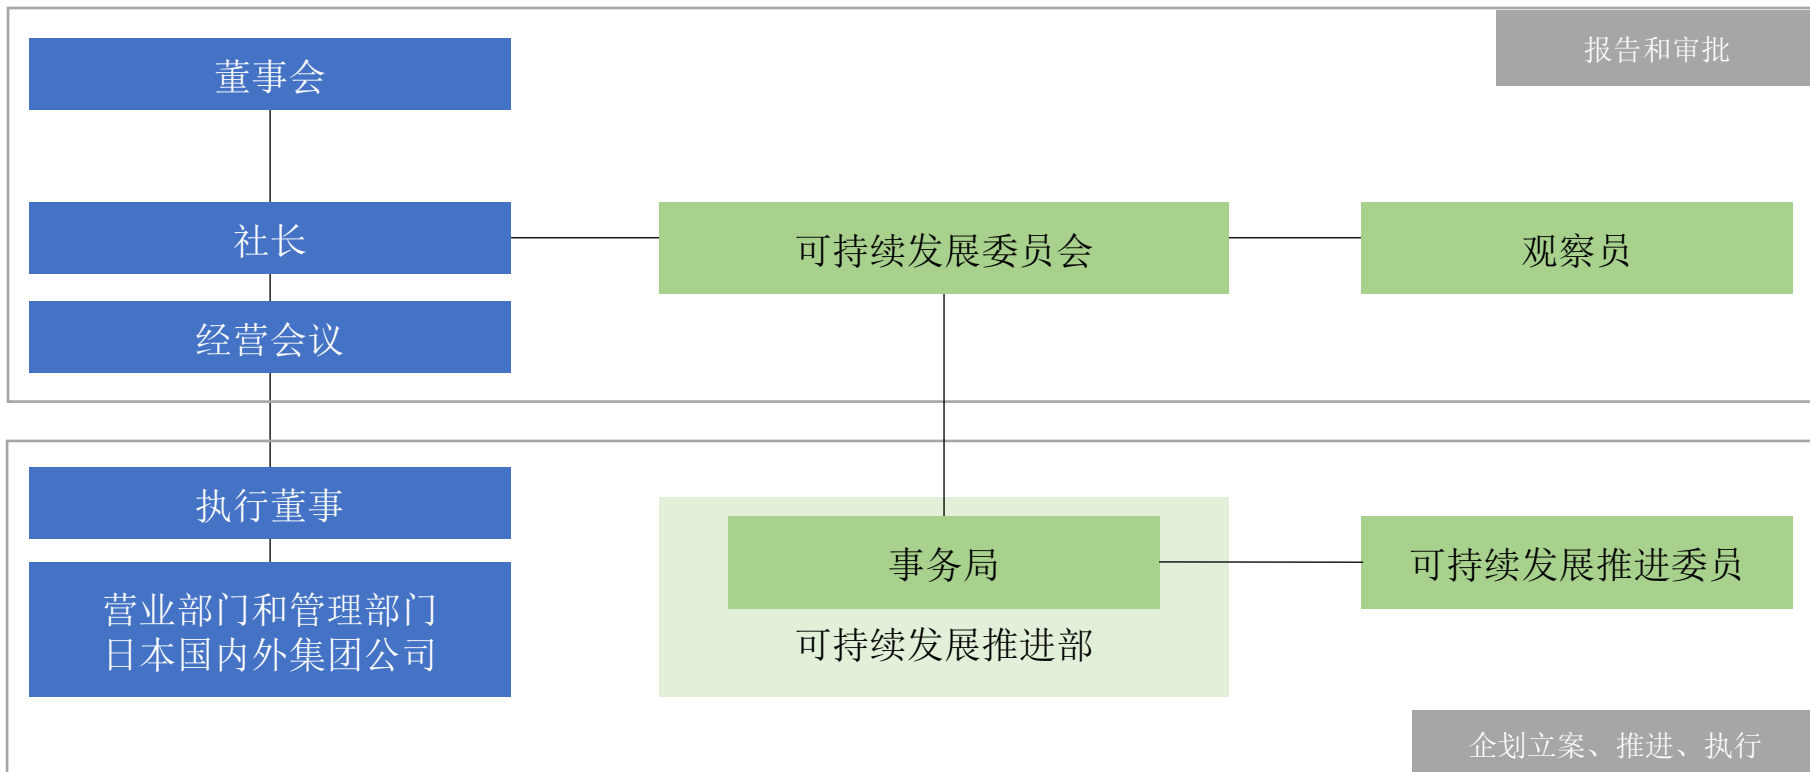 报告和审批
董事会
社长
可持续发展委员会
观察员
经营会议
执行董事
事务局
可持续发展推进委员
营业部门和管理部门
日本国内外集团公司
可持续发展推进部
企划立案、推进、执行